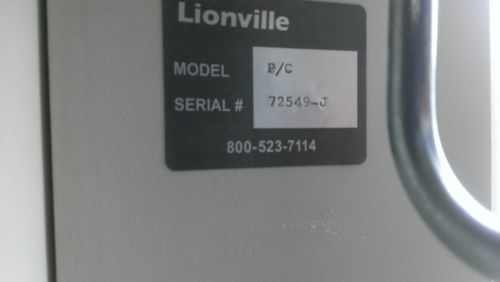 Lionville
MODEL P/C
SERIAL # 72549-J
800-523-7114